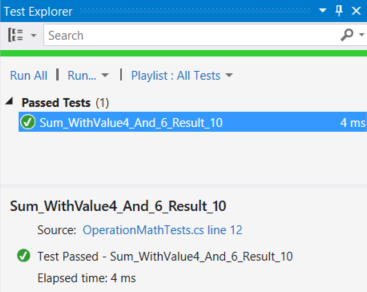 Test Explorer
Search
Run All | Run... | Playlist : All Tests
Passed Tests (1)
Sum_WithValue4_And_6_Result_10 4 ms
Sum_WithValue4_And_6_Result_10
Source: OperationMathTests.cs line 12
Test Passed - Sum_WithValue4_And_6_Result_10
Elapsed time: 4 ms